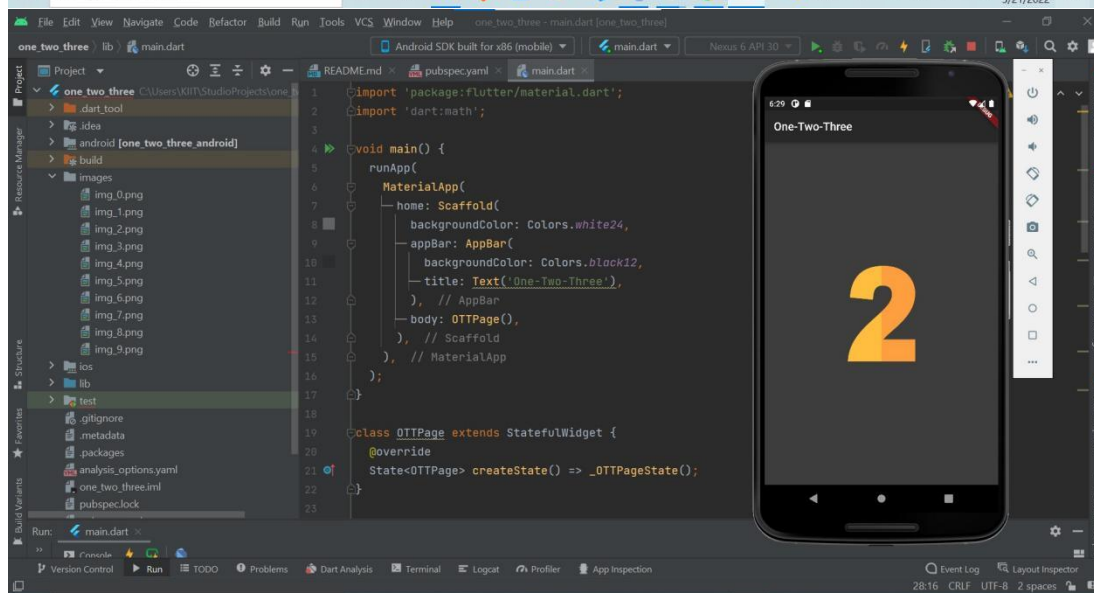 5/21/2022
File Edit View Navigate Code Refactor Build Run Tools VCS Window Help one_two_three - main.dart [one_two_three]
one_two_three lib main.dart Android SDK built for x86 (mobile) main.dart Nexus 6 API 30
Project README.md pubspec.yaml main.dart
one_two_three C:\Users\KIIT\StudioProjects\one_t
.dart_tool
.idea
android [one_two_three_android]
build
images
img_0.png
img_1.png
img_2.png
img_3.png
img_4.png
img_5.png
img_6.png
img_7.png
img_8.png
img_9.png
ios
lib
test
.gitignore
.metadata
.packages
analysis_options.yaml
one_two_three.iml
pubspec.lock
1 import 'package:flutter/material.dart';
2 import 'dart:math';
3
4 void main() {
5 runApp(
6 MaterialApp(
7 home: Scaffold(
8 backgroundColor: Colors.white24,
9 appBar: AppBar(
10 backgroundColor: Colors.black12,
11 title: Text('One-Two-Three'),
12 ), // AppBar
13 body: OTTPage(),
14 ), // Scaffold
15 ), // MaterialApp
16 );
17 }
18
19 class OTTPage extends StatefulWidget {
20 @override
21 State<OTTPage> createState() => _OTTPageState();
22 }
23
6:29
One-Two-Three
2
Project
Resource Manager
Structure
Favorites
Build Variants
Run: main.dart
Console
Version Control Run TODO Problems Dart Analysis Terminal Logcat Profiler App Inspection Event Log Layout Inspector
28:16 CRLF UTF-8 2 spaces